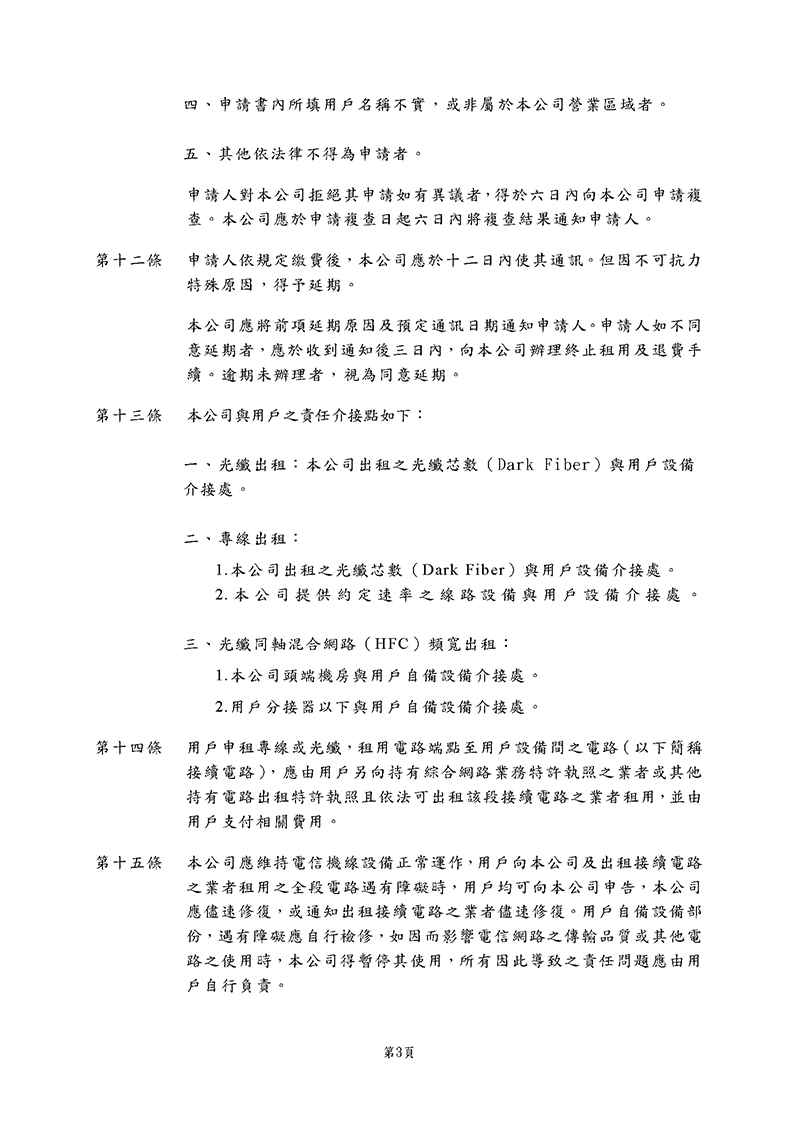 四、申請書內所填用戶名稱不實，或非屬於本公司營業區域者。
五、其他依法律不得為申請者。
申請人對本公司拒絕其申請如有異議者，得於六日內向本公司申請複
查。本公司應於申請複查日起六日內將複查結果通知申請人。
第十二條 申請人依規定繳費後，本公司應於十二日內使其通訊。但因不可抗力
特殊原因，得予延期。
本公司應將前項延期原因及預定通訊日期通知申請人。申請人如不同
意延期者，應於收到通知後三日內，向本公司辦理終止租用及退費手
續。逾期未辦理者，視為同意延期。
第十三條 本公司與用戶之責任介接點如下：
一、光纖出租：本公司出租之光纖芯數（Dark Fiber）與用戶設備
介接處。
二、專線出租：
1.本公司出租之光纖芯數（Dark Fiber）與用戶設備介接處。
2.本公司提供約定速率之線路設備與用戶設備介接處。
三、光纖同軸混合網路（HFC）頻寬出租：
1.本公司頭端機房與用戶自備設備介接處。
2.用戶分接器以下與用戶自備設備介接處。
第十四條 用戶申租專線或光纖，租用電路端點至用戶設備間之電路（以下簡稱
接續電路），應由用戶另向持有綜合網路業務特許執照之業者或其他
持有電路出租特許執照且依法可出租該段接續電路之業者租用，並由
用戶支付相關費用。
第十五條 本公司應維持電信機線設備正常運作，用戶向本公司及出租接續電路
之業者租用之全段電路遇有障礙時，用戶均可向本公司申告，本公司
應儘速修復，或通知出租接續電路之業者儘速修復。用戶自備設備部
份，遇有障礙應自行檢修，如因而影響電信網路之傳輸品質或其他電
路之使用時，本公司得暫停其使用，所有因此導致之責任問題應由用
戶自行負責。
第3頁